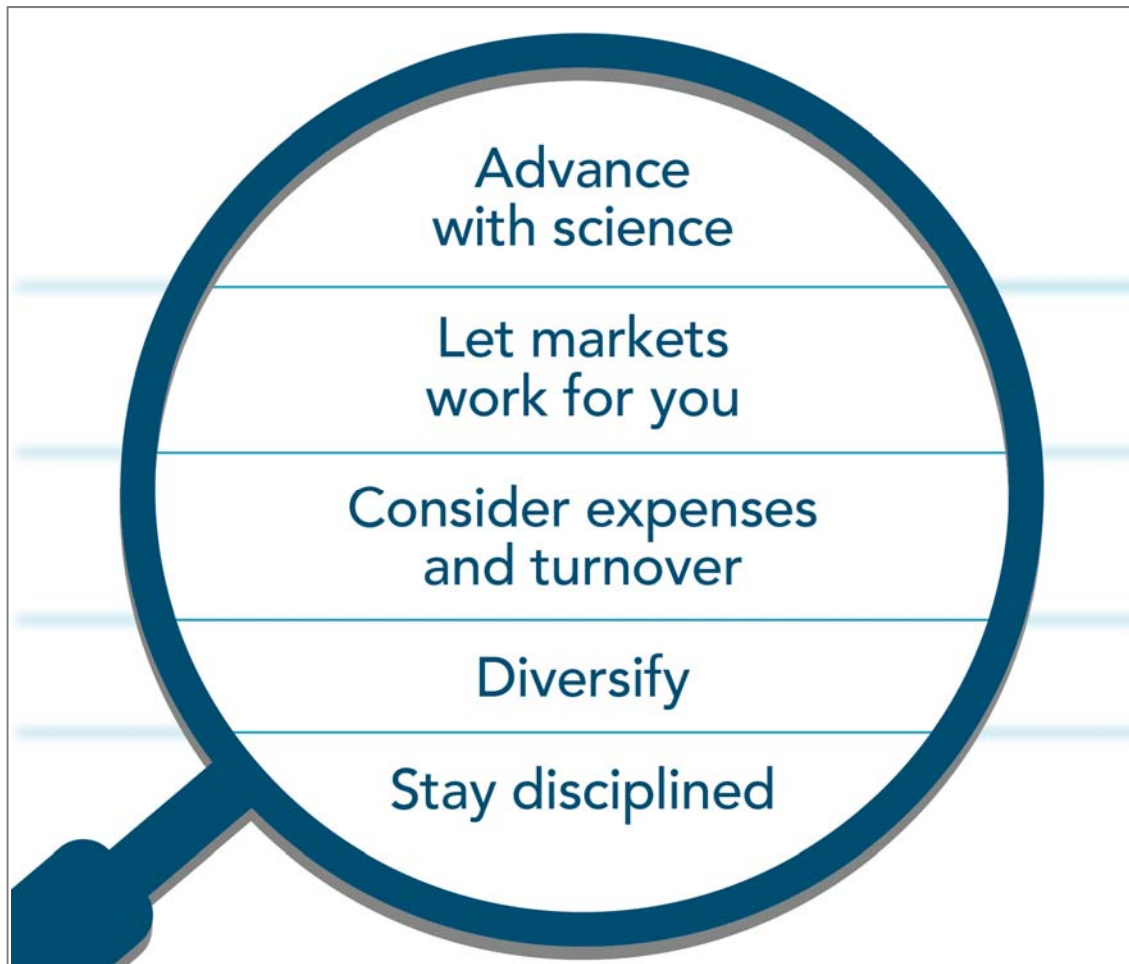 Advance
with science
Let markets
work for you
Consider expenses
and turnover
Diversify
Stay disciplined